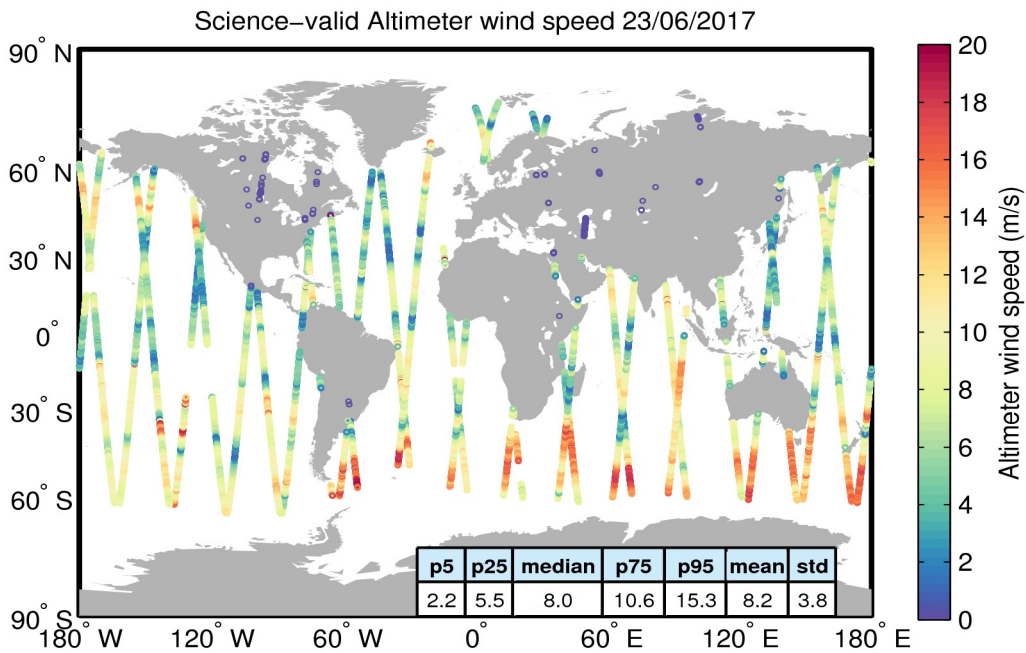 Science−valid Altimeter wind speed 23/06/2017
90° N
60° N
30° N
0°
30° S
60° S
90° S
180° W
120° W
60° W
0°
60° E
120° E
180° E
p5 p25 median p75 p95 mean std
2.2 5.5 8.0 10.6 15.3 8.2 3.8
20
18
16
14
12
10
8
6
4
2
0
Altimeter wind speed (m/s)